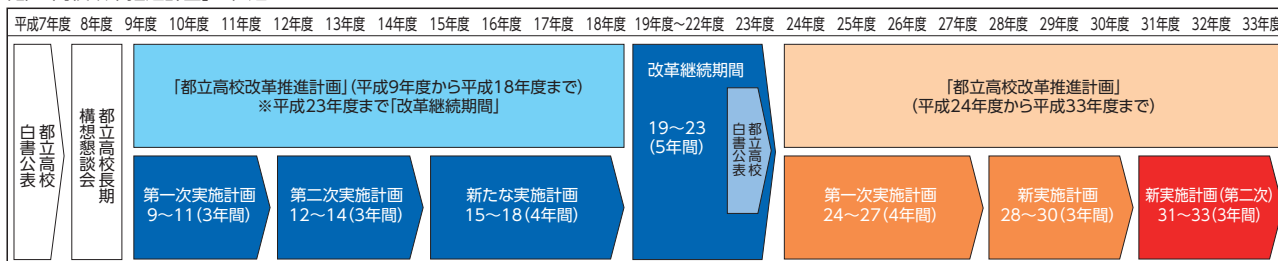 平成7年度 8年度 9年度 10年度 11年度 12年度 13年度 14年度 15年度 16年度 17年度 18年度 19年度～22年度 23年度 24年度 25年度 26年度 27年度 28年度 29年度 30年度 31年度 32年度 33年度
都立高校
白書公表
都立高校長期
構想懇談会
「都立高校改革推進計画」(平成9年度から平成18年度まで)
※平成23年度まで「改革継続期間」
第一次実施計画
9～11(3年間)
第二次実施計画
12～14(3年間)
新たな実施計画
15～18(4年間)
改革継続期間
19～23
(5年間)
都立高校
白書公表
「都立高校改革推進計画」
(平成24年度から平成33年度まで)
第一次実施計画
24～27(4年間)
新実施計画
28～30(3年間)
新実施計画(第二次)
31～33(3年間)